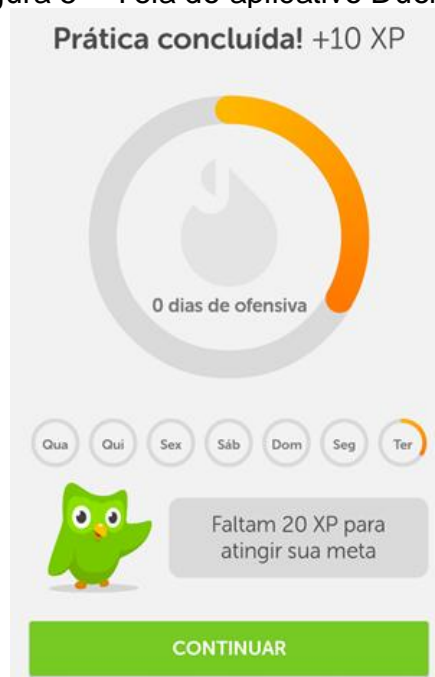 Prática concluída! +10 XP
0 dias de ofensiva
Qua Qui Sex Sáb Dom Seg Ter
Faltam 20 XP para
atingir sua meta
CONTINUAR